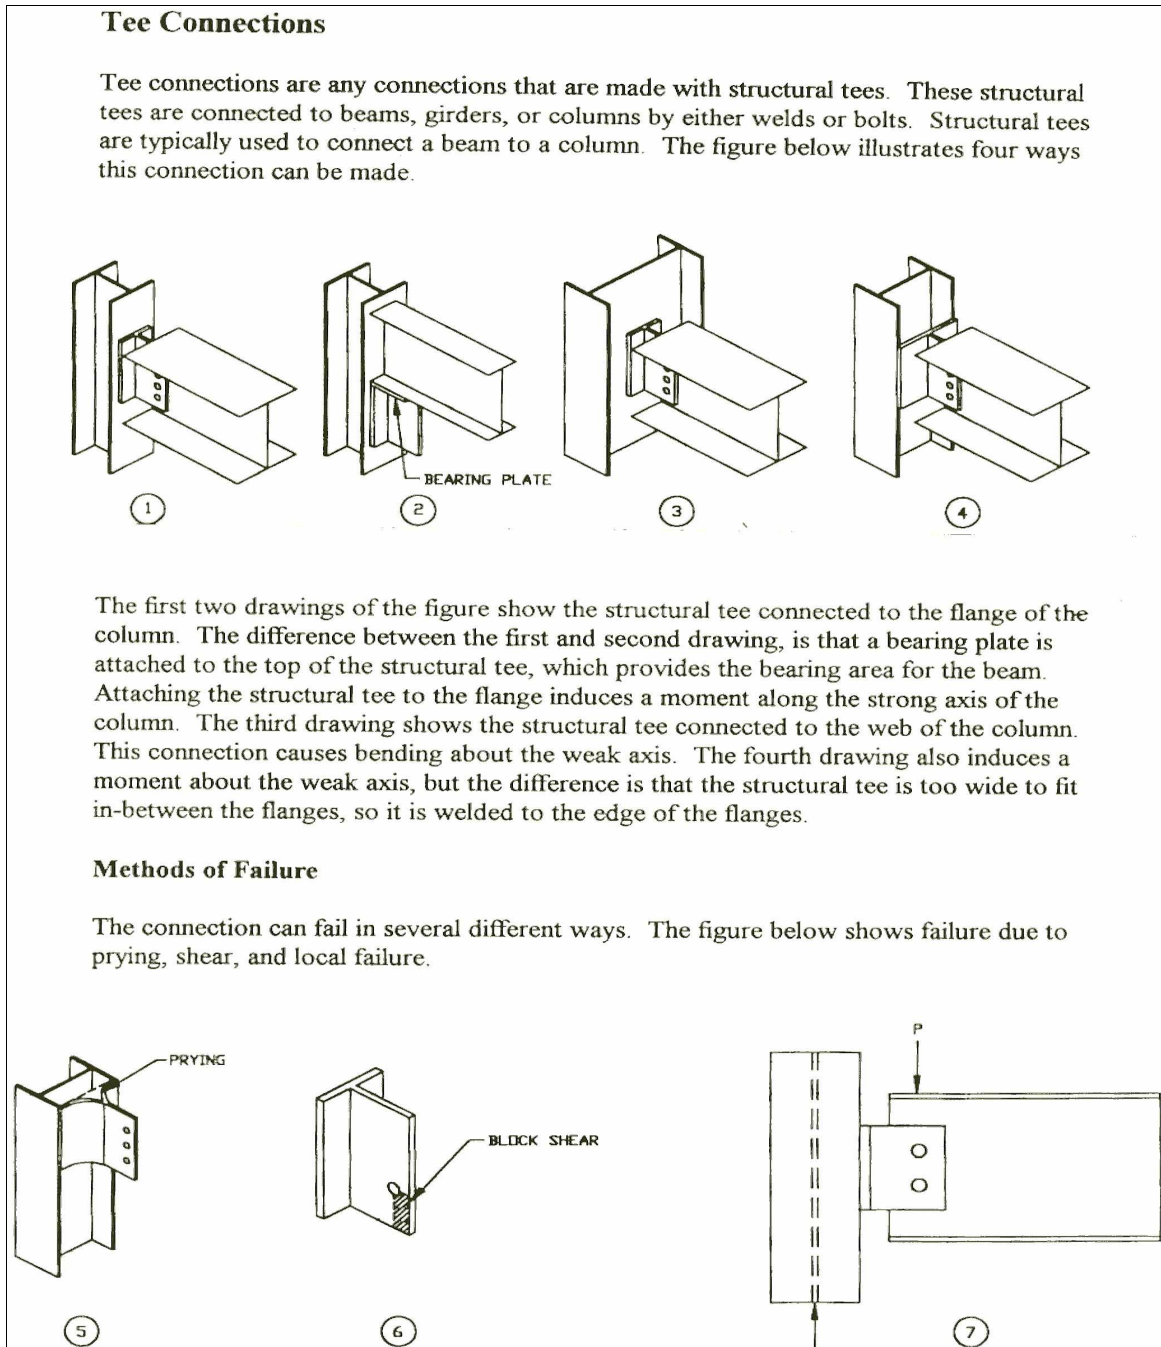 Tee Connections
Tee connections are any connections that are made with structural tees. These structural
tees are connected to beams, girders, or columns by either welds or bolts. Structural tees
are typically used to connect a beam to a column. The figure below illustrates four ways
this connection can be made.
BEARING PLATE
1
2
3
4
The first two drawings of the figure show the structural tee connected to the flange of the
column. The difference between the first and second drawing, is that a bearing plate is
attached to the top of the structural tee, which provides the bearing area for the beam.
Attaching the structural tee to the flange induces a moment along the strong axis of the
column. The third drawing shows the structural tee connected to the web of the column.
This connection causes bending about the weak axis. The fourth drawing also induces a
moment about the weak axis, but the difference is that the structural tee is too wide to fit
in-between the flanges, so it is welded to the edge of the flanges.
Methods of Failure
The connection can fail in several different ways. The figure below shows failure due to
prying, shear, and local failure.
P
PRYING
BLOCK SHEAR
5
6
7